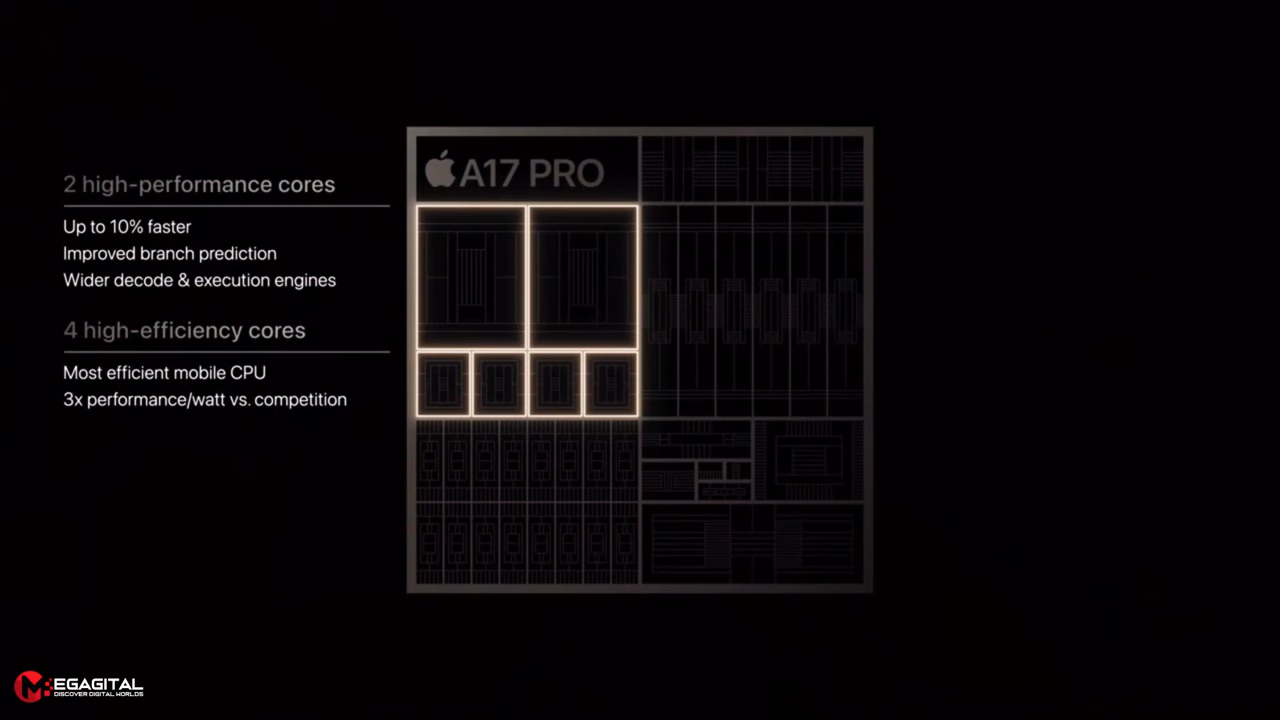 2 high-performance cores
Up to 10% faster
Improved branch prediction
Wider decode & execution engines
4 high-efficiency cores
Most efficient mobile CPU
3x performance/watt vs. competition
A17 PRO
MEGAGITAL
DISCOVER DIGITAL WORLDS